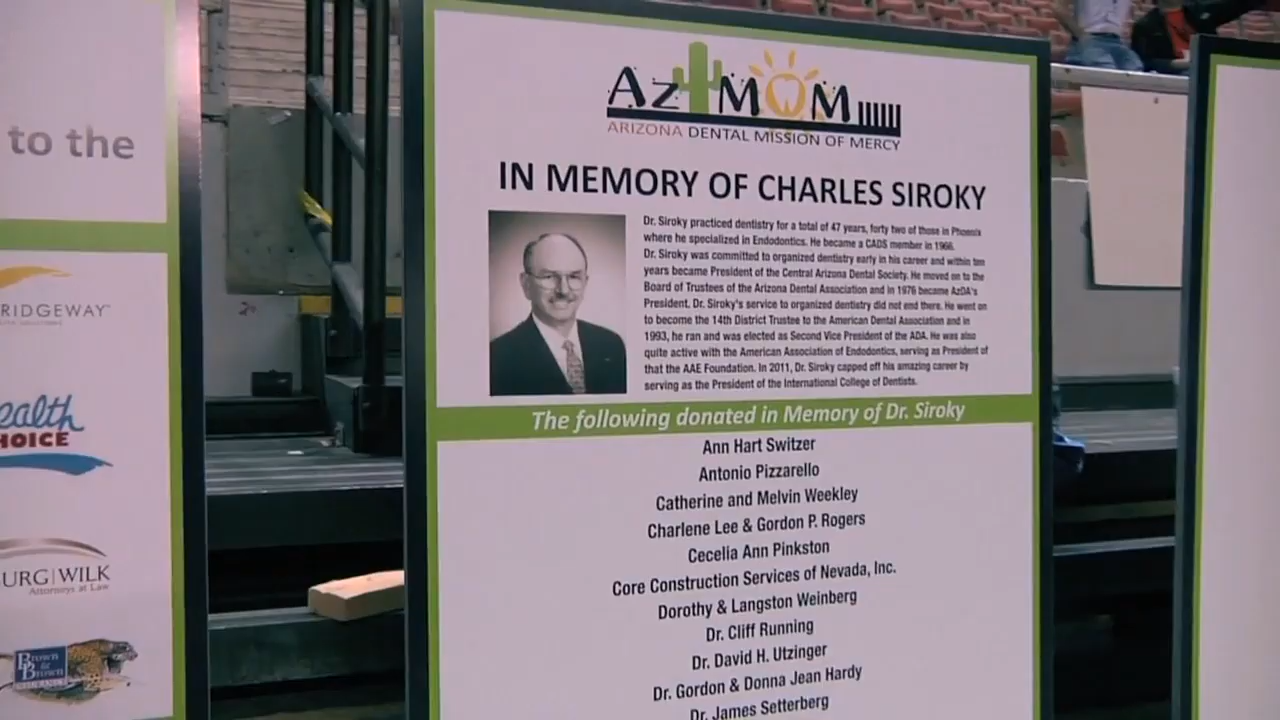 to the
RIDGEWAY
ealth
HOICE
URG|WILK
Attorneys at Law
Brown
&
Brown
AZ MOM
ARIZONA DENTAL MISSION OF MERCY
IN MEMORY OF CHARLES SIROKY
Dr. Siroky practiced dentistry for a total of 47 years, forty two of those in Phoenix
where he specialized in Endodontics. He became a CADS member in 1966.
Dr. Siroky was committed to organized dentistry early in his career and within ten
years became President of the Central Arizona Dental Society. He moved on to the
Board of Trustees of the Arizona Dental Association and in 1976 became AzDA's
President. Dr. Siroky's service to organized dentistry did not end there. He went on
to become the 14th District Trustee to the American Dental Association and in
1993, he ran and was elected as Second Vice President of the ADA. He was also
quite active with the American Association of Endodontics, serving as President of
that the AAE Foundation. In 2011, Dr. Siroky capped off his amazing career by
serving as the President of the International College of Dentists.
The following donated in Memory of Dr. Siroky
Ann Hart Switzer
Antonio Pizzarello
Catherine and Melvin Weekley
Charlene Lee & Gordon P. Rogers
Cecelia Ann Pinkston
Core Construction Services of Nevada, Inc.
Dorothy & Langston Weinberg
Dr. Cliff Running
Dr. David H. Utzinger
Dr. Gordon & Donna Jean Hardy
Dr. James Setterberg